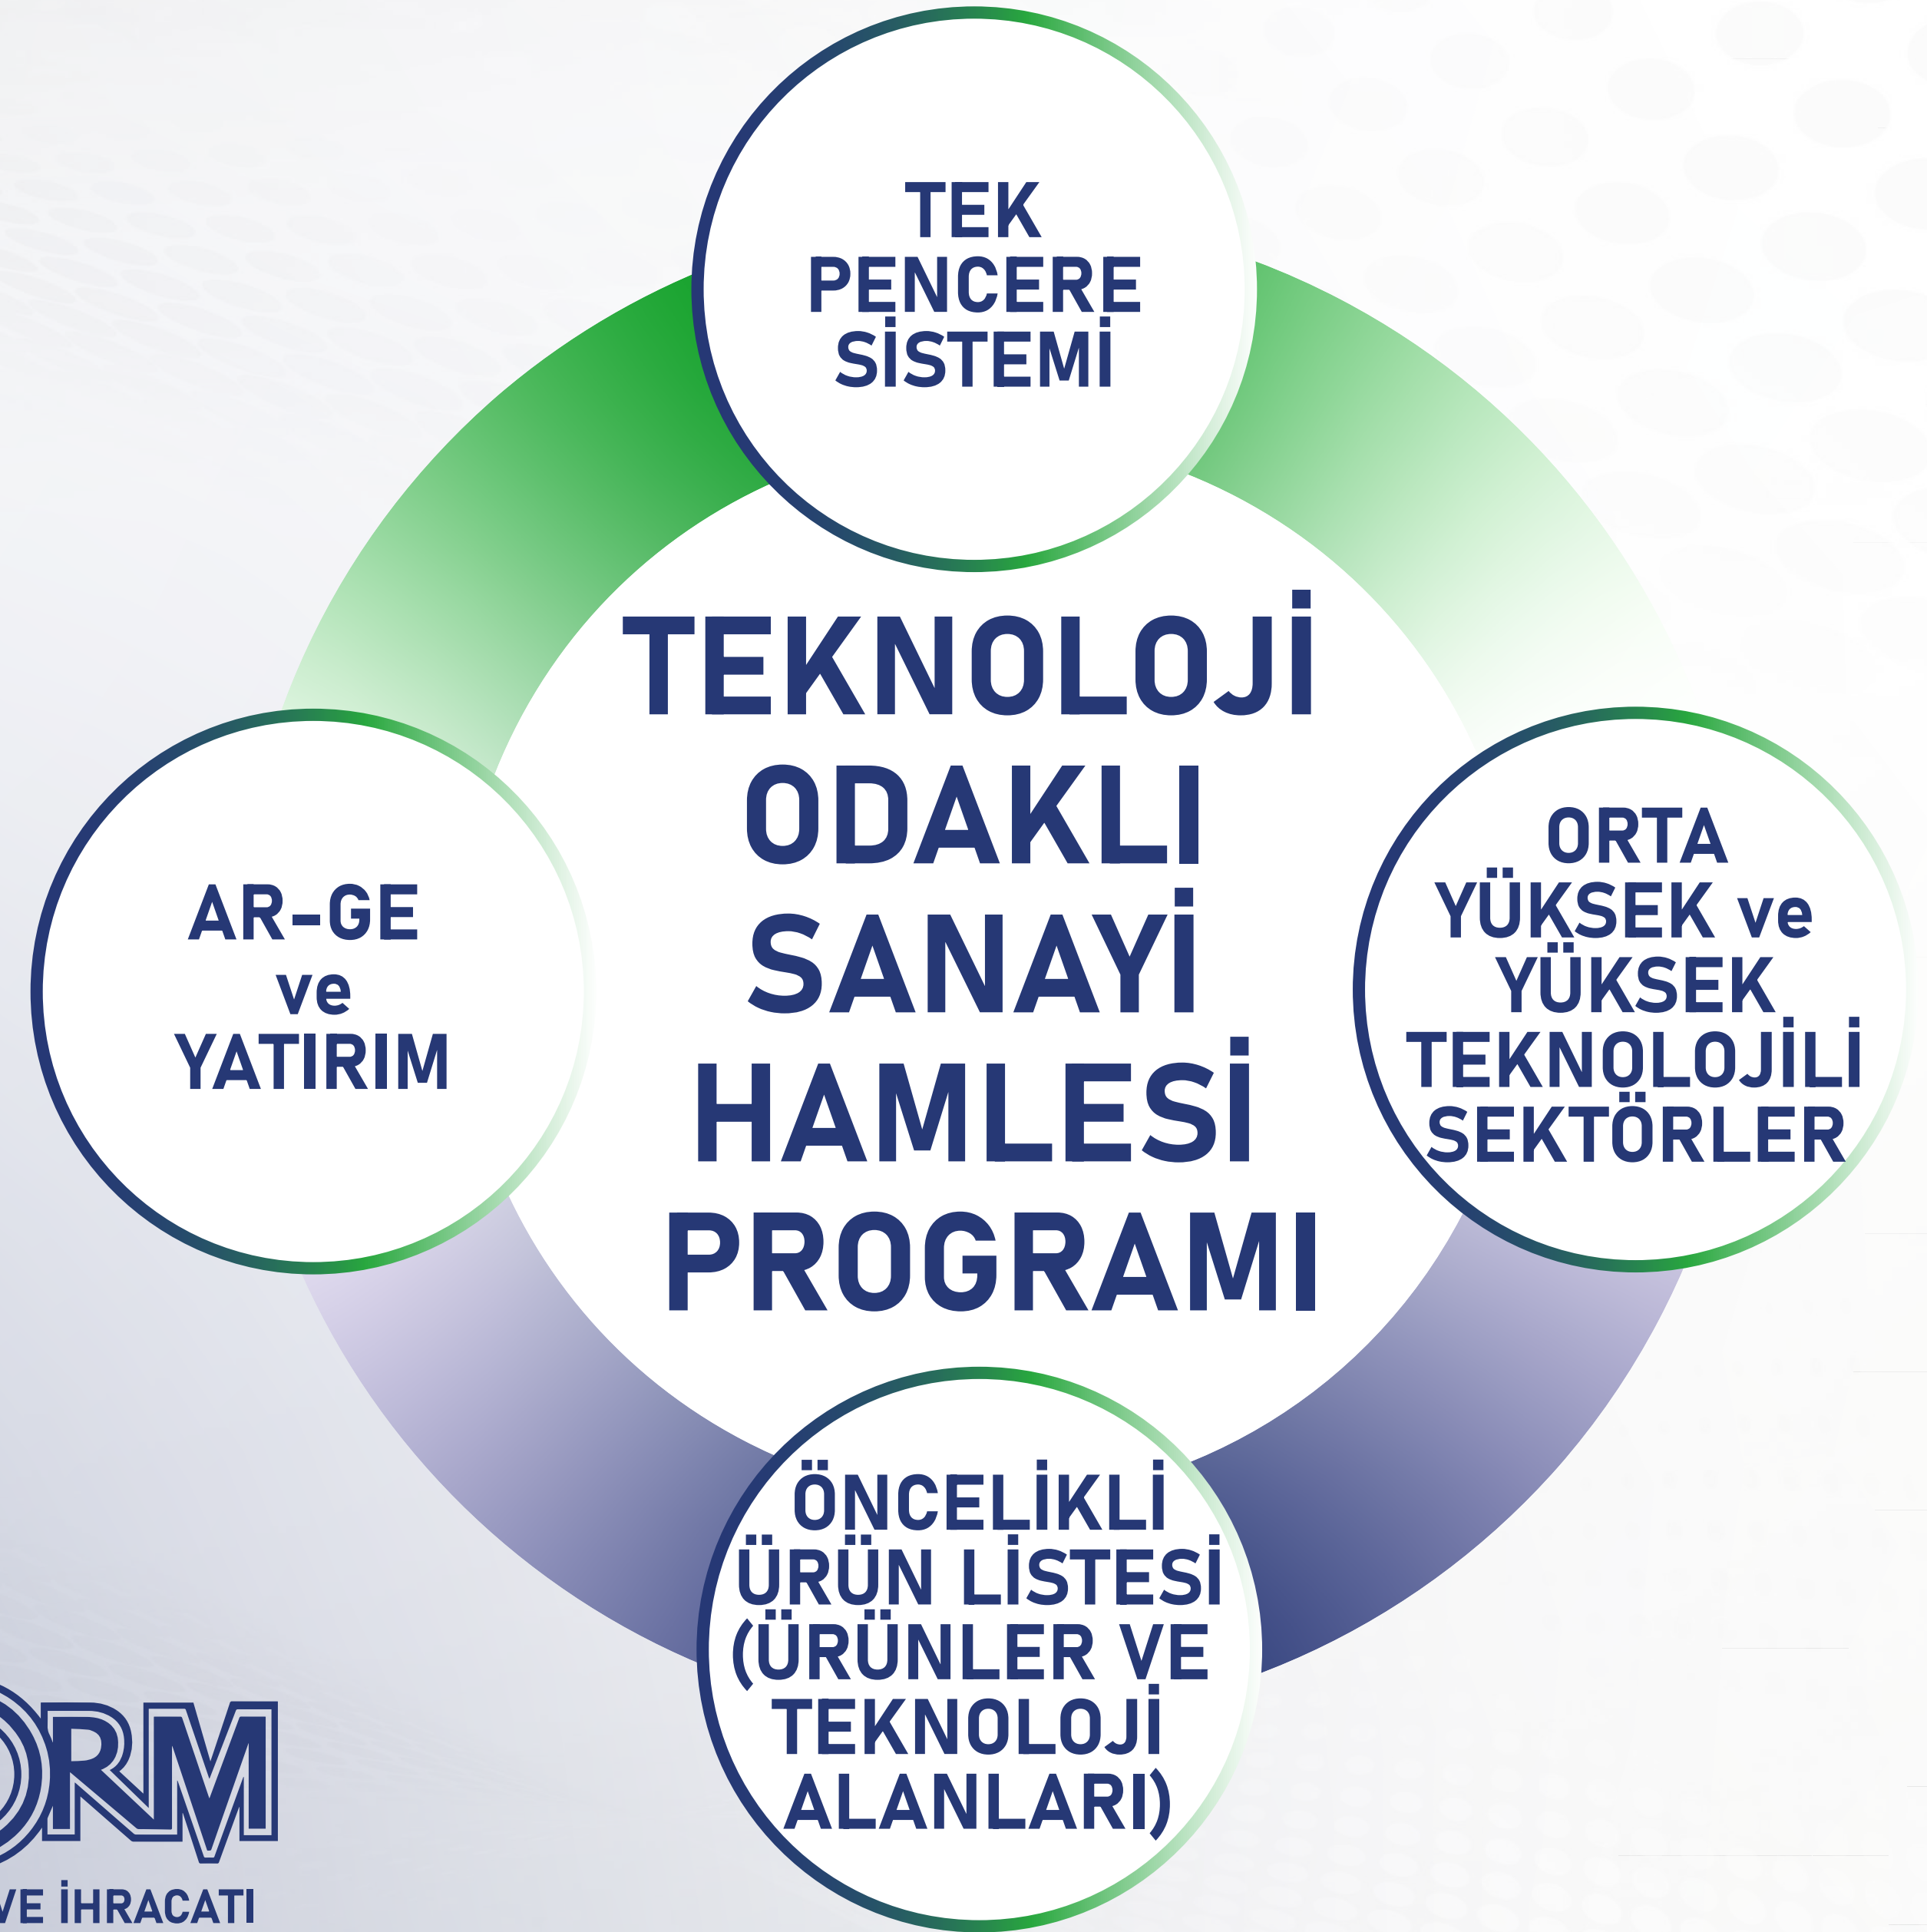 TEK
PENCERE
SİSTEMİ
TEKNOLOJİ
ODAKLI
SANAYİ
HAMLESİ
PROGRAMI
AR-GE
ve
YATIRIM
ORTA
YÜKSEK ve
YÜKSEK
TEKNOLOJİLİ
SEKTÖRLER
ÖNCELİKLİ
ÜRÜN LİSTESİ
(ÜRÜNLER VE
TEKNOLOJİ
ALANLARI)
ORM
VE İHRACATI